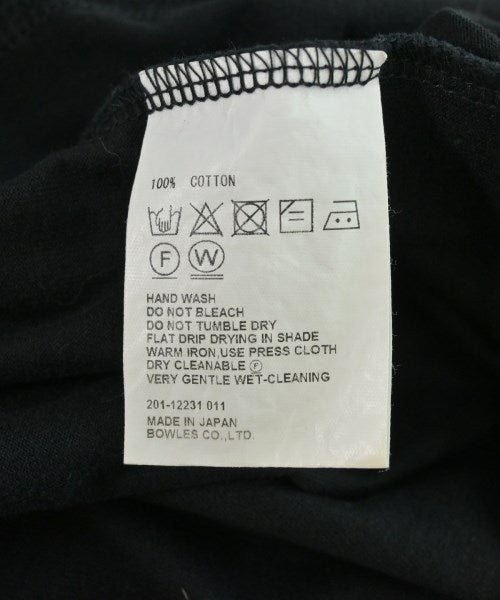 100% COTTON
F W
HAND WASH
DO NOT BLEACH
DO NOT TUMBLE DRY
FLAT DRIP DRYING IN SHADE
WARM IRON,USE PRESS CLOTH
DRY CLEANABLE Ⓕ
VERY GENTLE WET-CLEANING
201-12231 011
MADE IN JAPAN
BOWLES CO.,LTD.